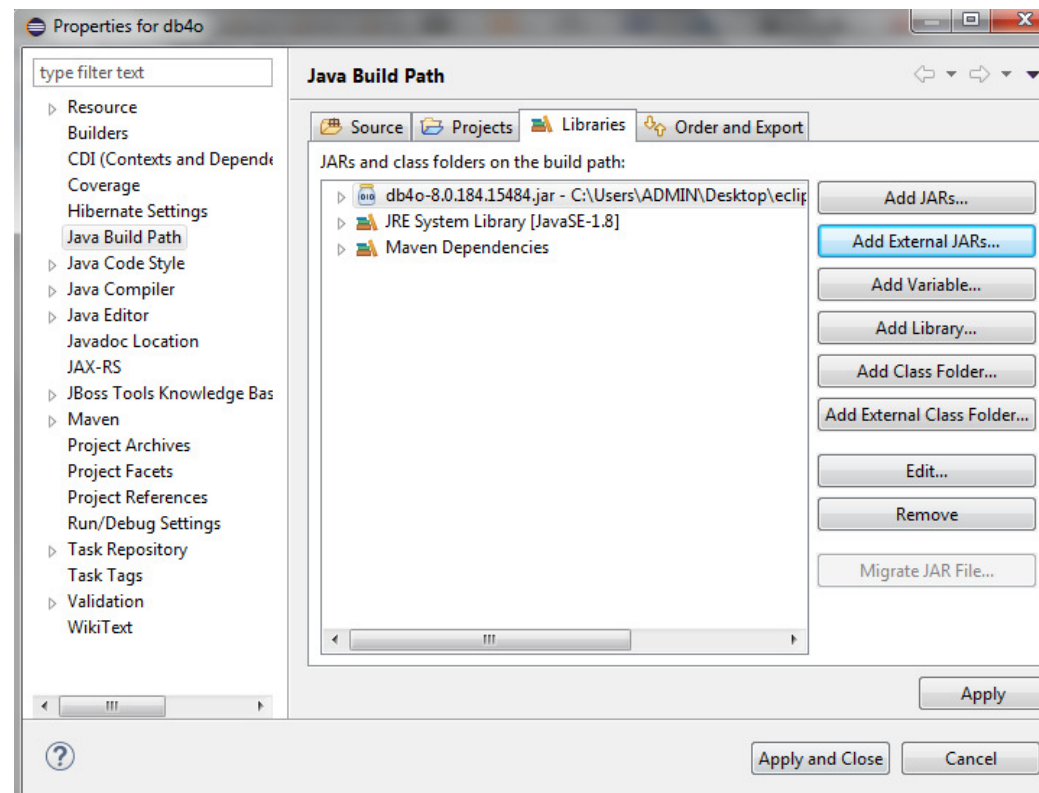 Properties for db4o
type filter text
Resource
Builders
CDI (Contexts and Depende
Coverage
Hibernate Settings
Java Build Path
Java Code Style
Java Compiler
Java Editor
Javadoc Location
JAX-RS
JBoss Tools Knowledge Bas
Maven
Project Archives
Project Facets
Project References
Run/Debug Settings
Task Repository
Task Tags
Validation
WikiText
Java Build Path
Source Projects Libraries Order and Export
JARs and class folders on the build path:
db4o-8.0.184.15484.jar - C:\Users\ADMIN\Desktop\eclip
JRE System Library [JavaSE-1.8]
Maven Dependencies
Add JARs...
Add External JARs...
Add Variable...
Add Library...
Add Class Folder...
Add External Class Folder...
Edit...
Remove
Migrate JAR File...
Apply
Apply and Close Cancel